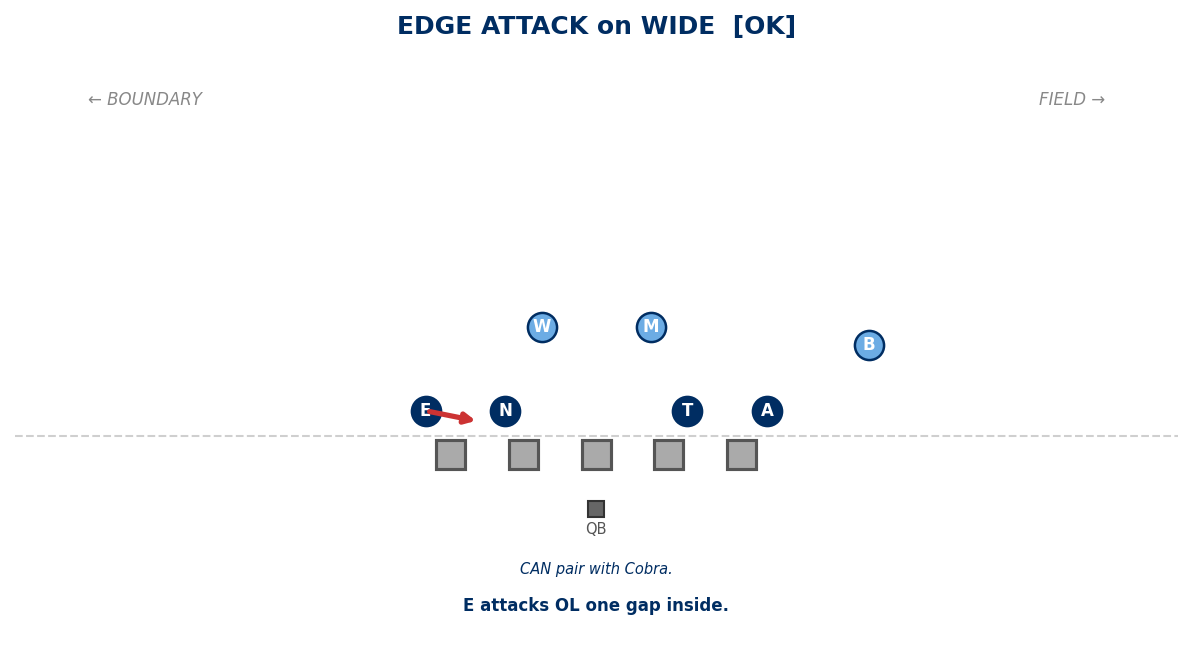 EDGE ATTACK on WIDE [OK]
← BOUNDARY
FIELD →
W
M
B
E
N
T
A
QB
CAN pair with Cobra.
E attacks OL one gap inside.